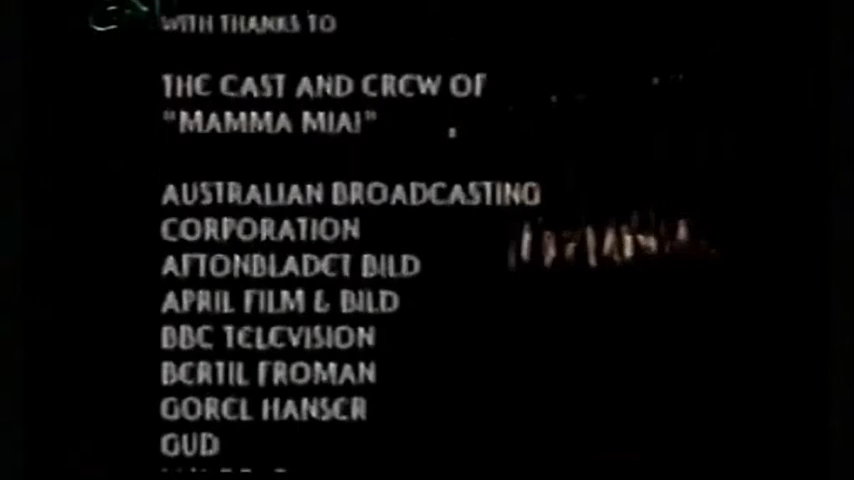 WITH THANKS TO
THE CAST AND CREW OF
"MAMMA MIA!"
AUSTRALIAN BROADCASTING
CORPORATION
AFTONBLADET BILD
APRIL FILM & BILD
BBC TELEVISION
BERTIL FROMAN
GOREL HANSER
GUD